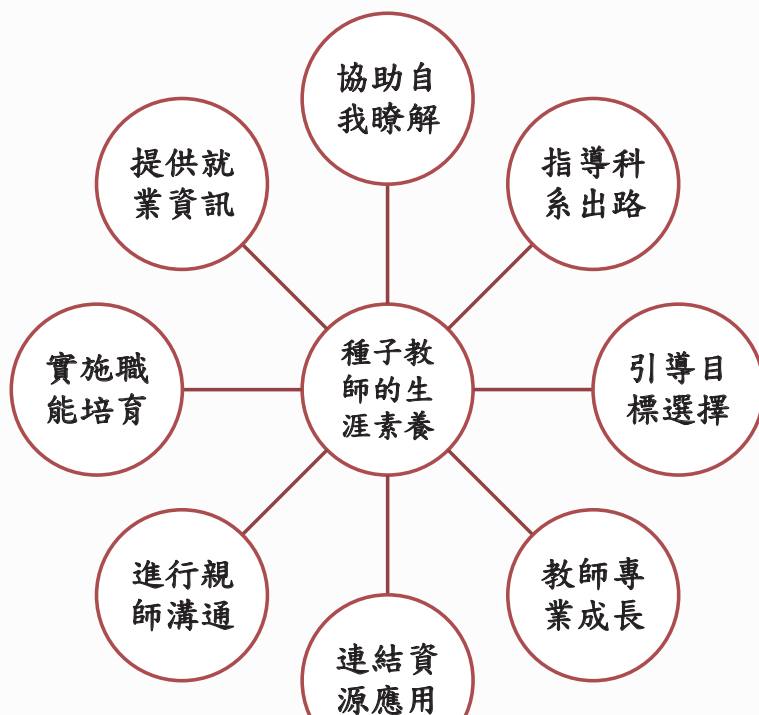 協助自
我瞭解
指導科
系出路
引導目
標選擇
教師專
業成長
連結資
源應用
進行親
師溝通
實施職
能培育
提供就
業資訊
種子教
師的生
涯素養